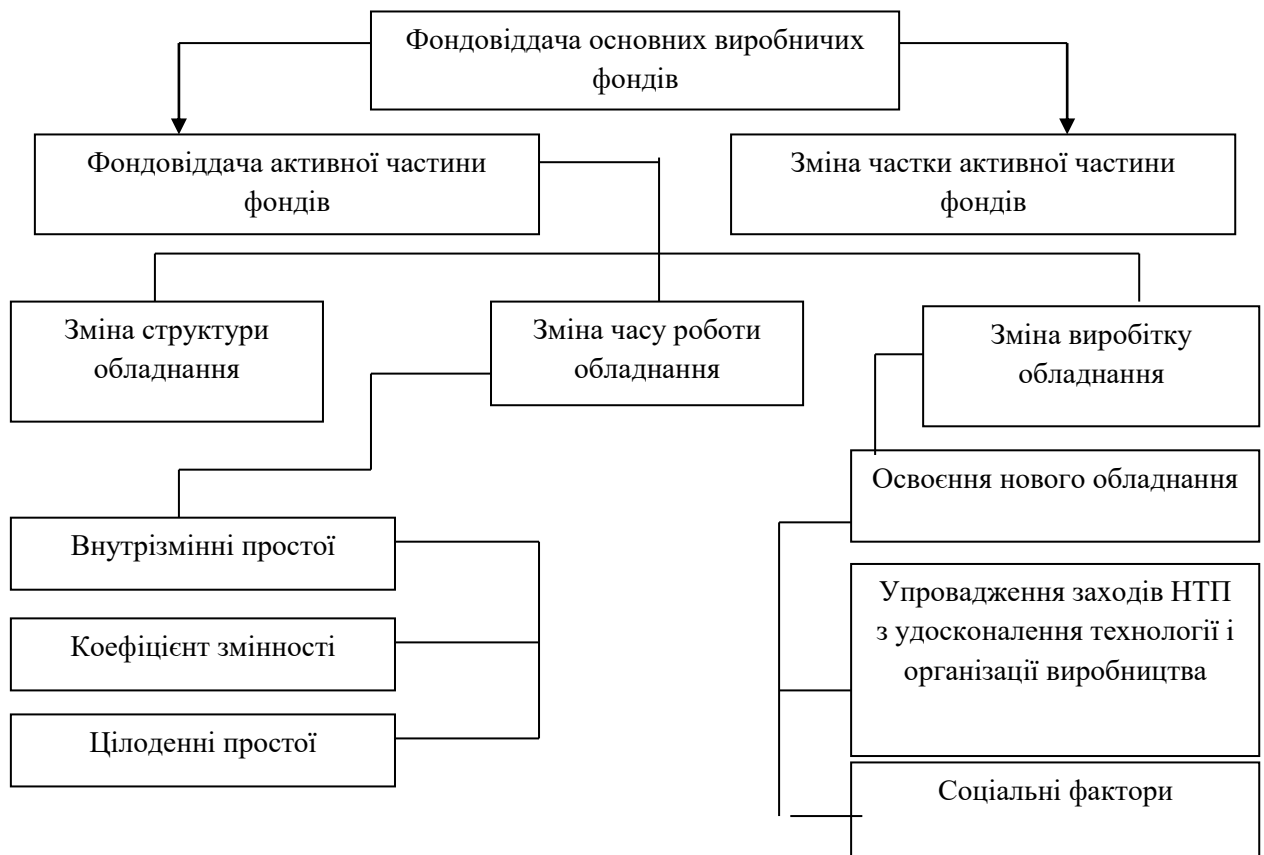 Фондовіддача основних виробничих
фондів
Фондовіддача активної частини
фондів
Зміна частки активної частини
фондів
Зміна структури
обладнання
Зміна часу роботи
обладнання
Зміна виробітку
обладнання
Освоєння нового обладнання
Внутрізмінні простої
Упровадження заходів НТП
з удосконалення технології і
організації виробництва
Коефіцієнт змінності
Цілоденні простої
Соціальні фактори